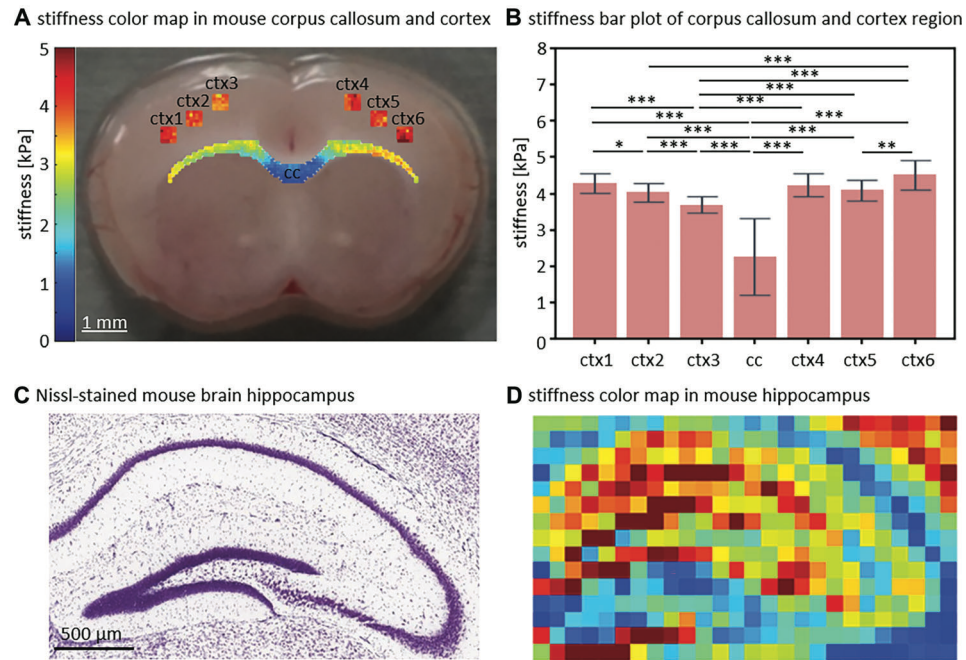 A stiffness color map in mouse corpus callosum and cortex
stiffness [kPa]
5
4
3
2
1
0
ctx3
ctx2
ctx1
ctx4
ctx5
ctx6
cc
1 mm
B stiffness bar plot of corpus callosum and cortex region
stiffness [kPa]
8
7
6
5
4
3
2
1
0
***
***
*** *** ***
*** ***
*** *** ***
* *** *** *** **
ctx1 ctx2 ctx3 cc ctx4 ctx5 ctx6
C Nissl-stained mouse brain hippocampus
500 µm
D stiffness color map in mouse hippocampus